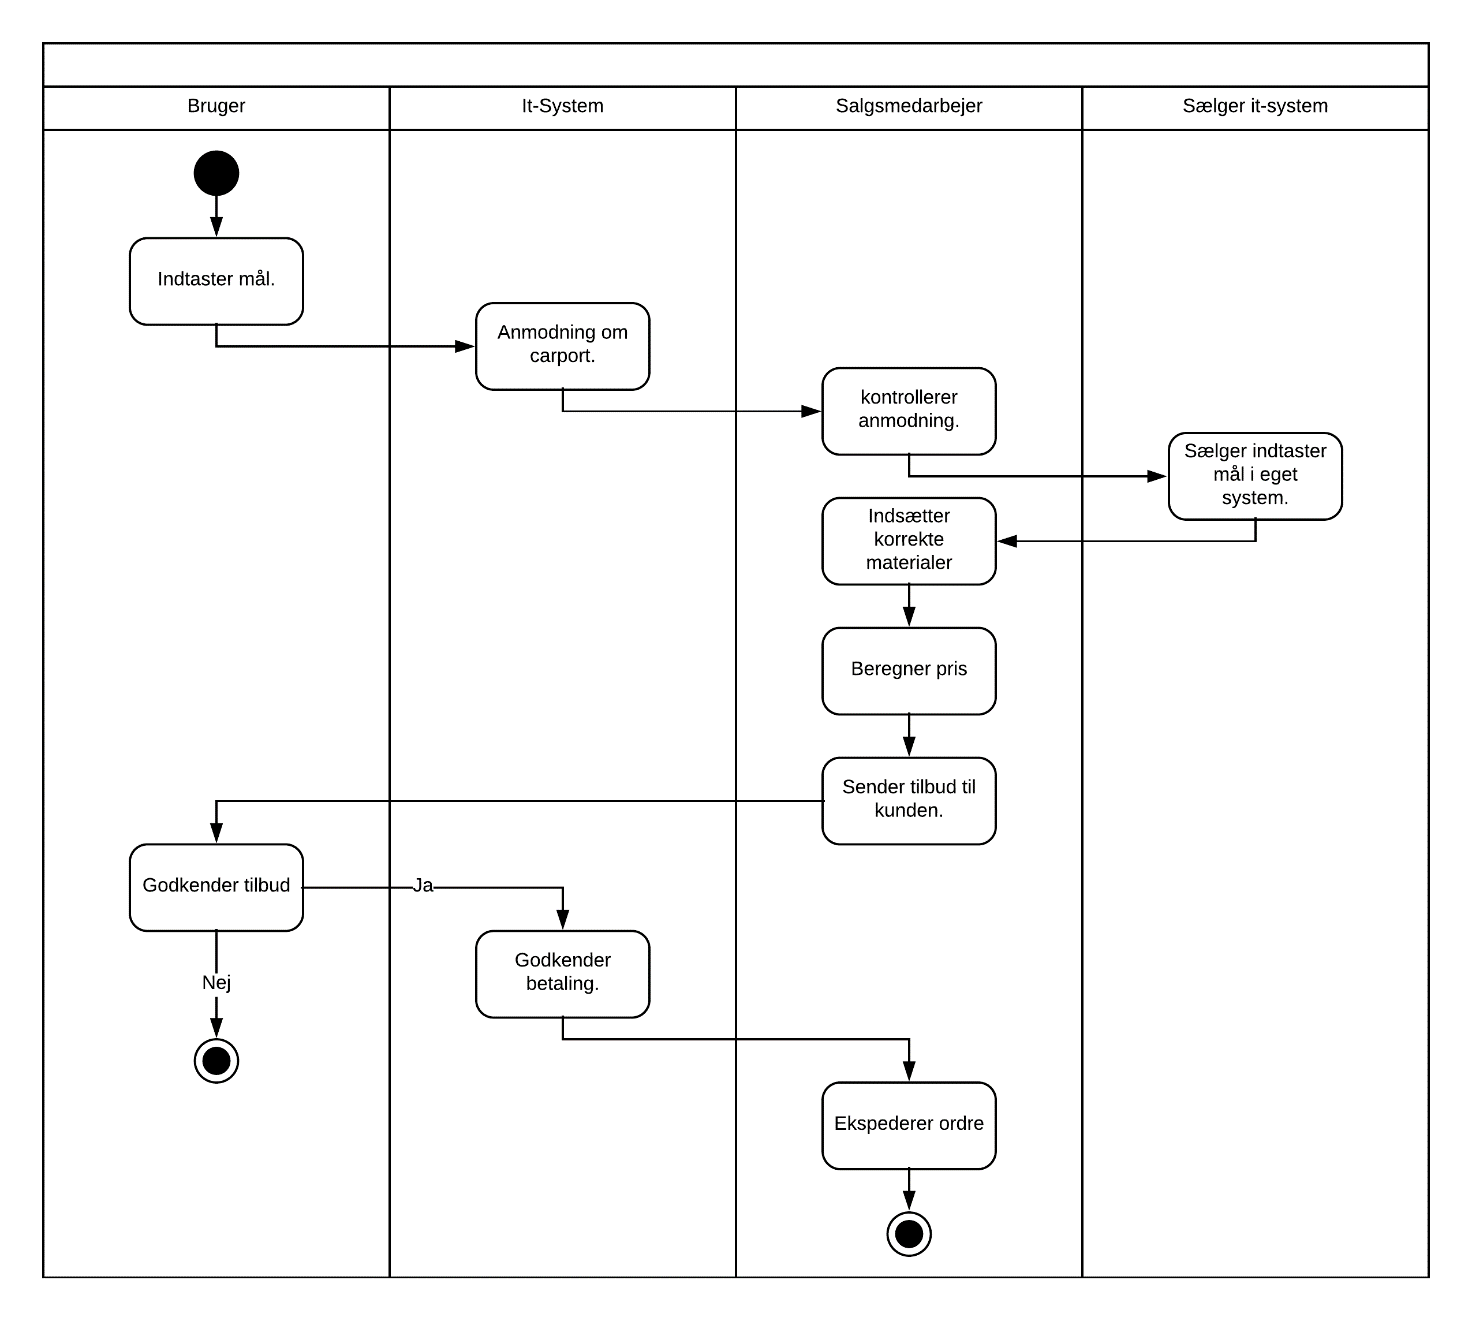 Bruger
It-System
Salgsmedarbejer
Sælger it-system
Indtaster mål.
Anmodning om
carport.
kontrollerer
anmodning.
Sælger indtaster
mål i eget
system.
Indsætter
korrekte
materialer
Beregner pris
Sender tilbud til
kunden.
Godkender tilbud
Ja
Nej
Godkender
betaling.
Ekspederer ordre